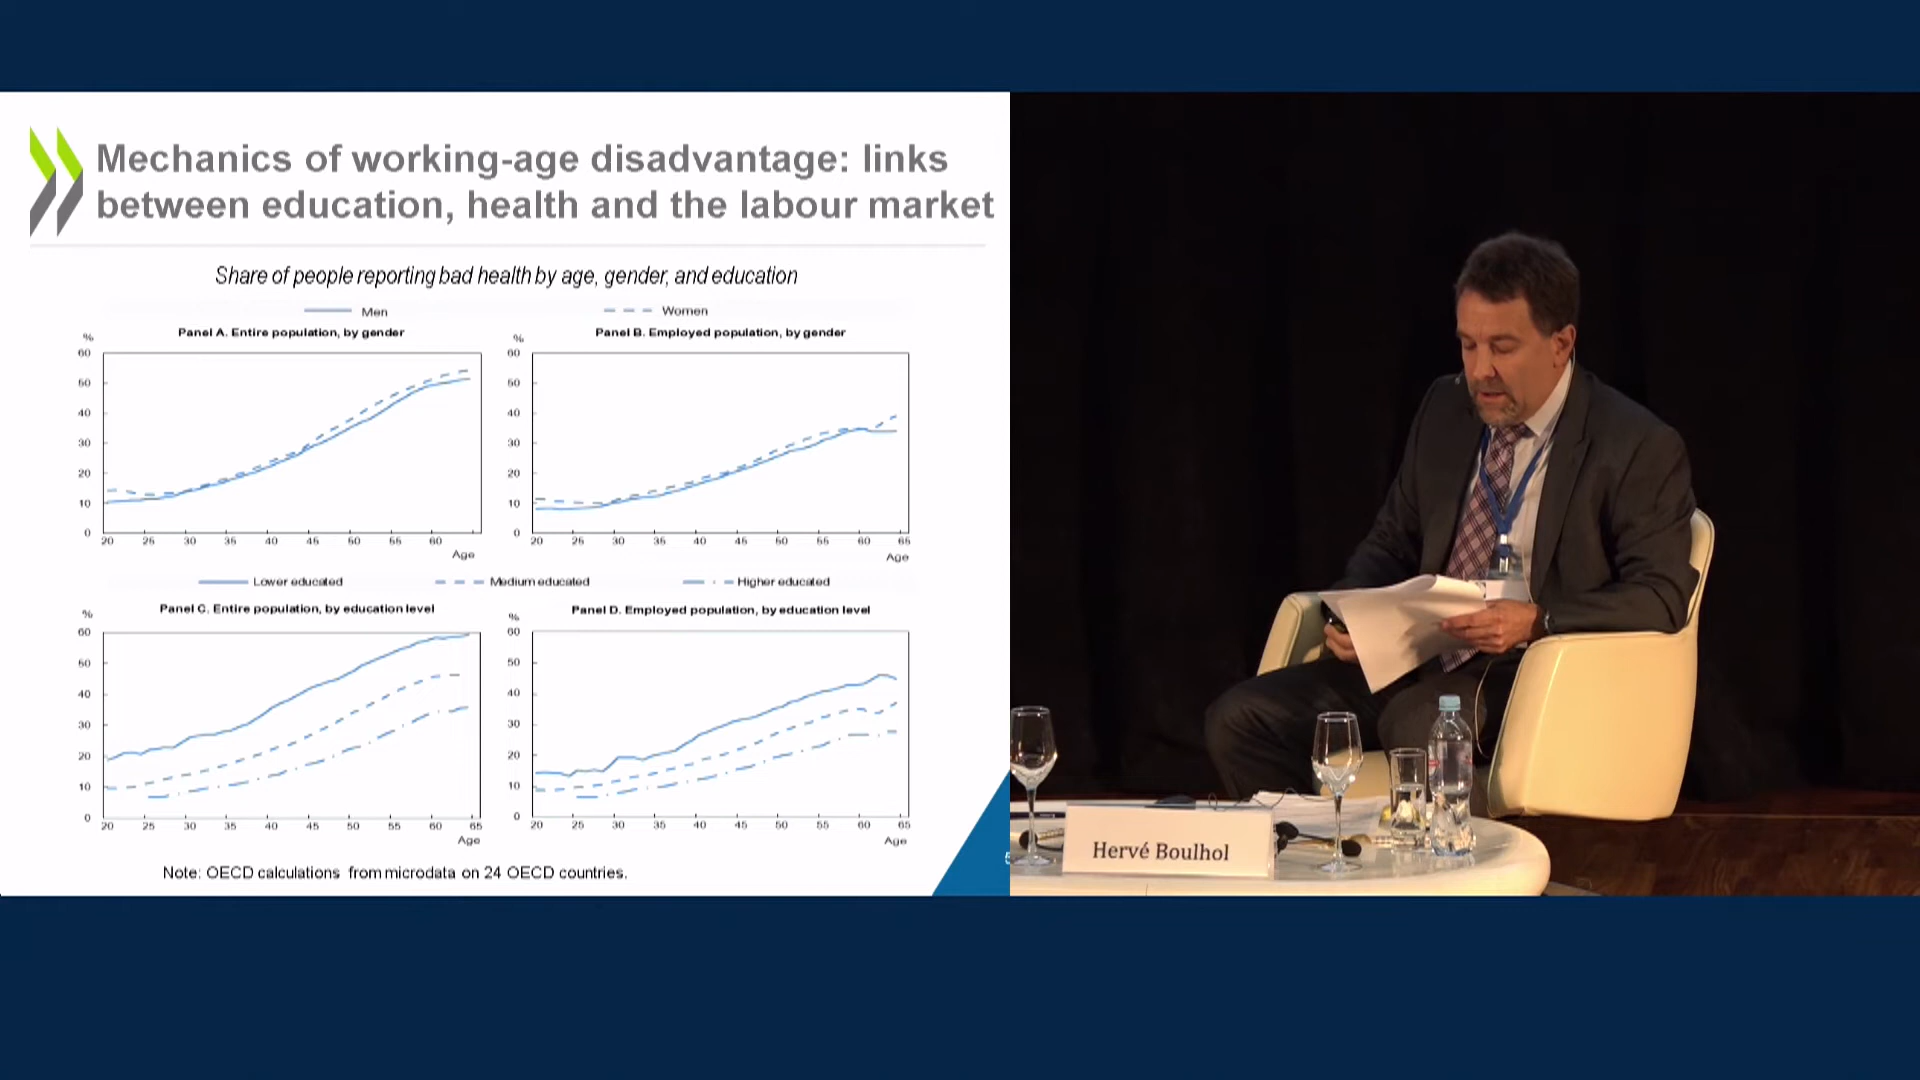 Mechanics of working-age disadvantage: links
between education, health and the labour market
Share of people reporting bad health by age, gender, and education
Men
Women
Panel A. Entire population, by gender
%
60
50
40
30
20
10
0
20 25 30 35 40 45 50 55 60
Age
Panel B. Employed population, by gender
%
60
50
40
30
20
10
0
20 25 30 35 40 45 50 55 60 65
Age
Lower educated
Medium educated
Higher educated
Panel C. Entire population, by education level
%
60
50
40
30
20
10
0
20 25 30 35 40 45 50 55 60 65
Age
Panel D. Employed population, by education level
%
60
50
40
30
20
10
0
20 25 30 35 40 45 50 55 60 65
Age
Note: OECD calculations from microdata on 24 OECD countries.
Hervé Boulhol